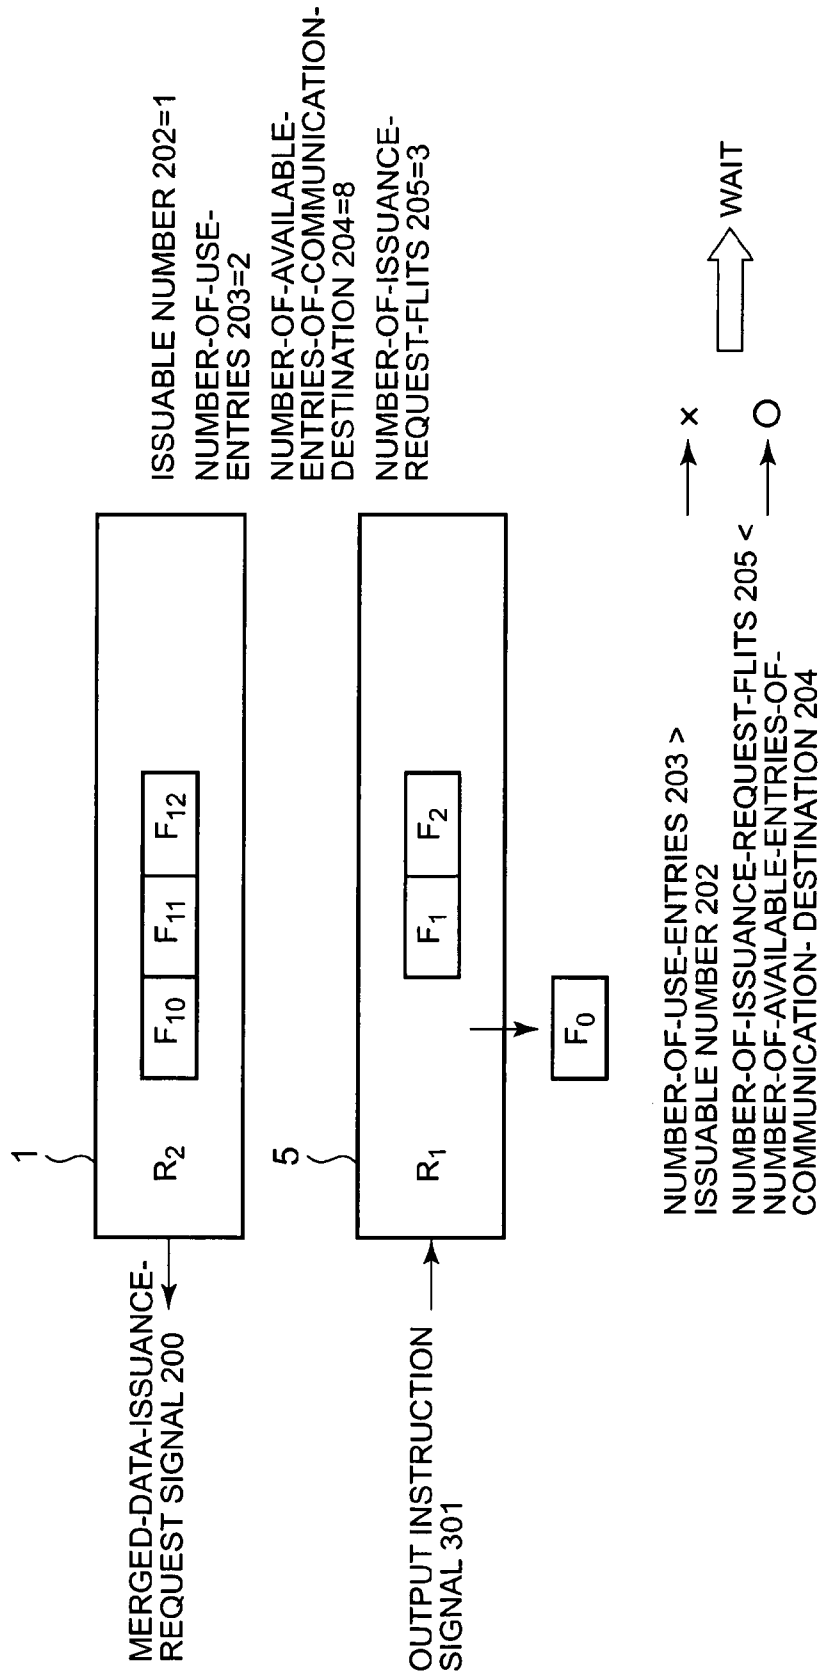 MERGED-DATA-ISSUANCE-
REQUEST SIGNAL 200
1
R2
F10
F11
F12
ISSUABLE NUMBER 202=1
NUMBER-OF-USE-
ENTRIES 203=2
NUMBER-OF-AVAILABLE-
ENTRIES-OF-COMMUNICATION-
DESTINATION 204=8
NUMBER-OF-ISSUANCE-
REQUEST-FLITS 205=3
OUTPUT INSTRUCTION
SIGNAL 301
5
R1
F1
F2
F0
NUMBER-OF-USE-ENTRIES 203 >
ISSUABLE NUMBER 202
×
NUMBER-OF-ISSUANCE-REQUEST-FLITS 205 <
NUMBER-OF-AVAILABLE-ENTRIES-OF-
COMMUNICATION- DESTINATION 204
○
WAIT